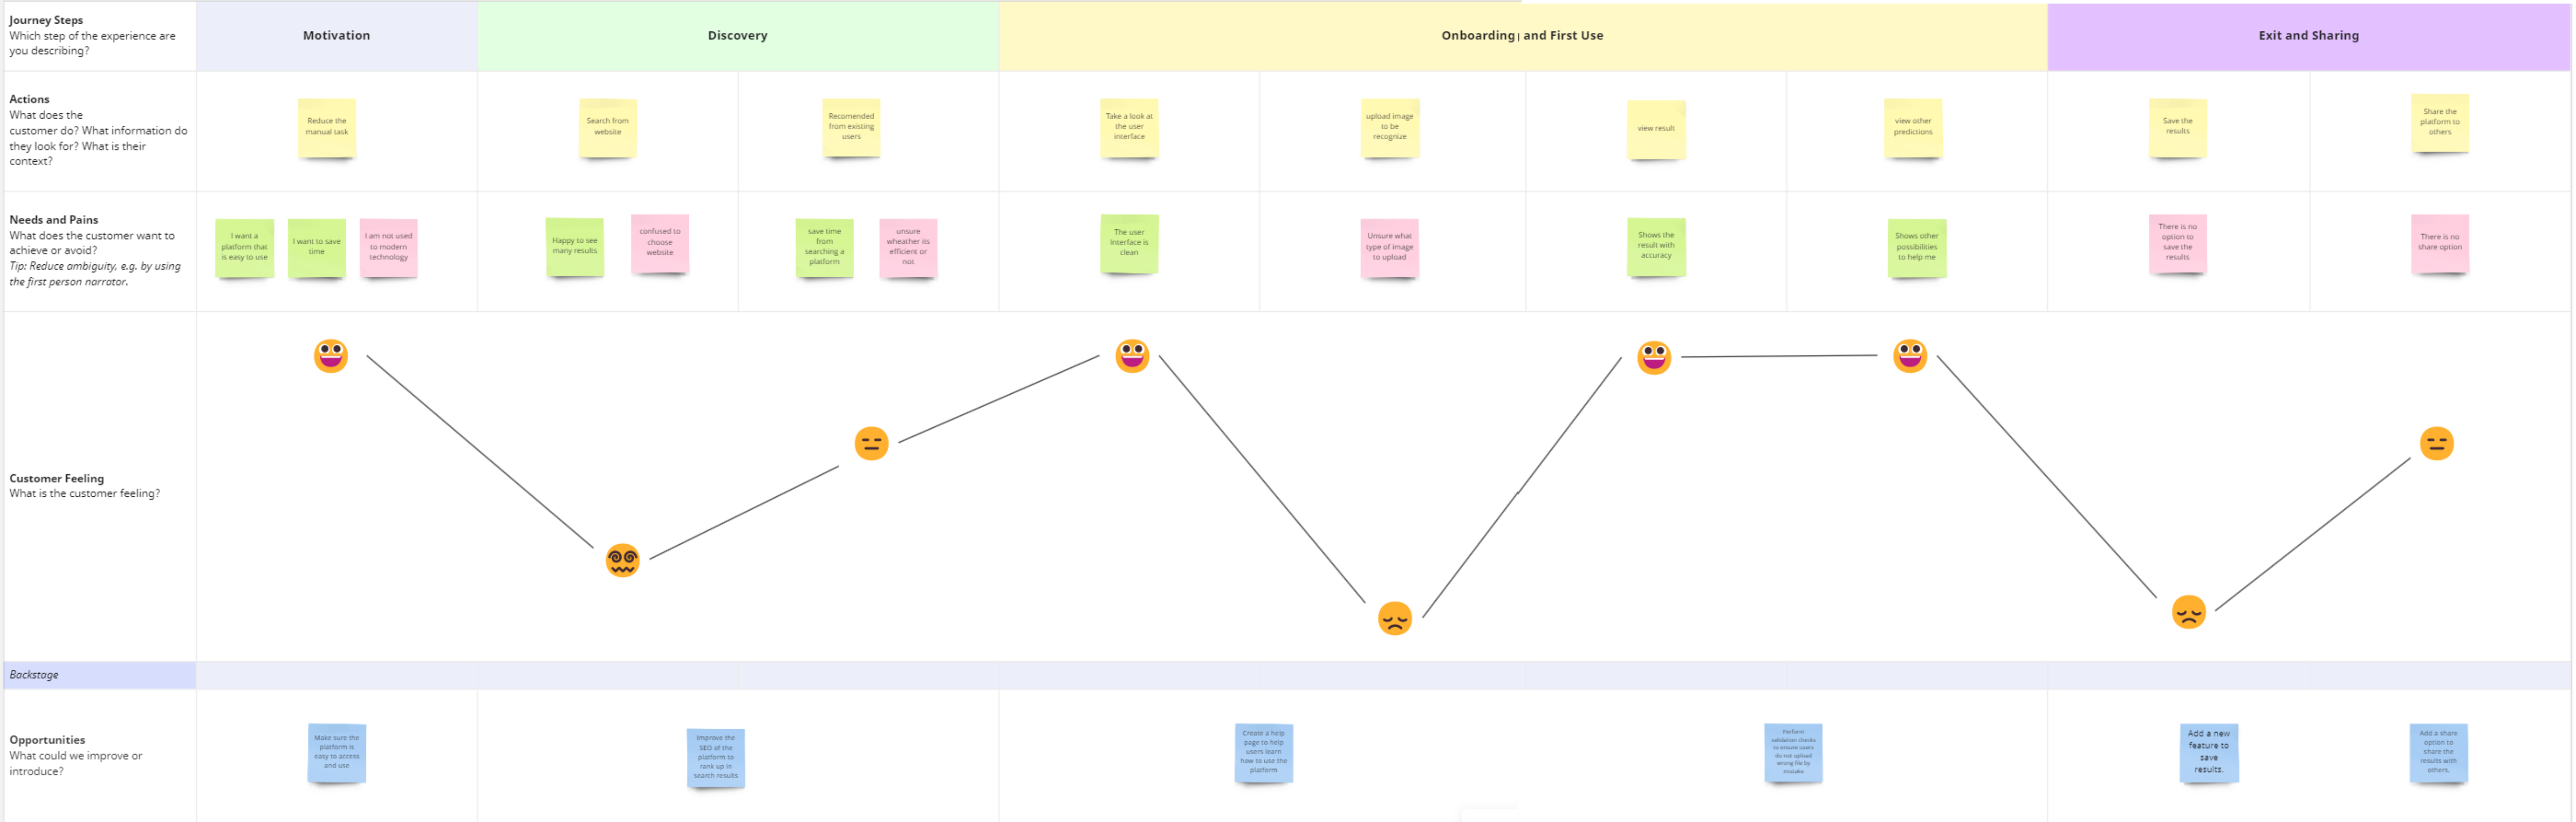 Journey Steps
Which step of the experience are
you describing?
Motivation
Discovery
Onboarding and First Use
Exit and Sharing
Actions
What does the
customer do? What information do
they look for? What is their
context?
Reduce the
manual task
Search from
website
Recomended
from existing
users
Take a look at
the user
interface
upload image
to be
recognize
view result
view other
predictions
Save the
results
Share the
platform to
others
Needs and Pains
What does the customer want to
achieve or avoid?
Tip: Reduce ambiguity, e.g. by using
the first person narrator.
I want a
platform that
is easy to use
I want to save
time
I am not used
to modern
technology
Happy to see
many results
confused to
choose
website
save time
from
searching a
platform
unsure
wheather its
efficient or
not
The user
Interface is
clean
Unsure what
type of image
to upload
Shows the
result with
accuracy
Shows other
possibilities
to help me
There is no
option to
save the
results
There is no
share option
Customer Feeling
What is the customer feeling?
Backstage
Opportunities
What could we improve or
introduce?
Make sure the
platform is
easy to access
and use
Improve the
SEO of the
platform to
rank up in
search results
Create a help
page to help
users learn
how to use the
platform
Perform
validation checks
to ensure users
do not upload
wrong file by
mistake
Add a new
feature to
save
results.
Add a share
option to
share the
results with
others.